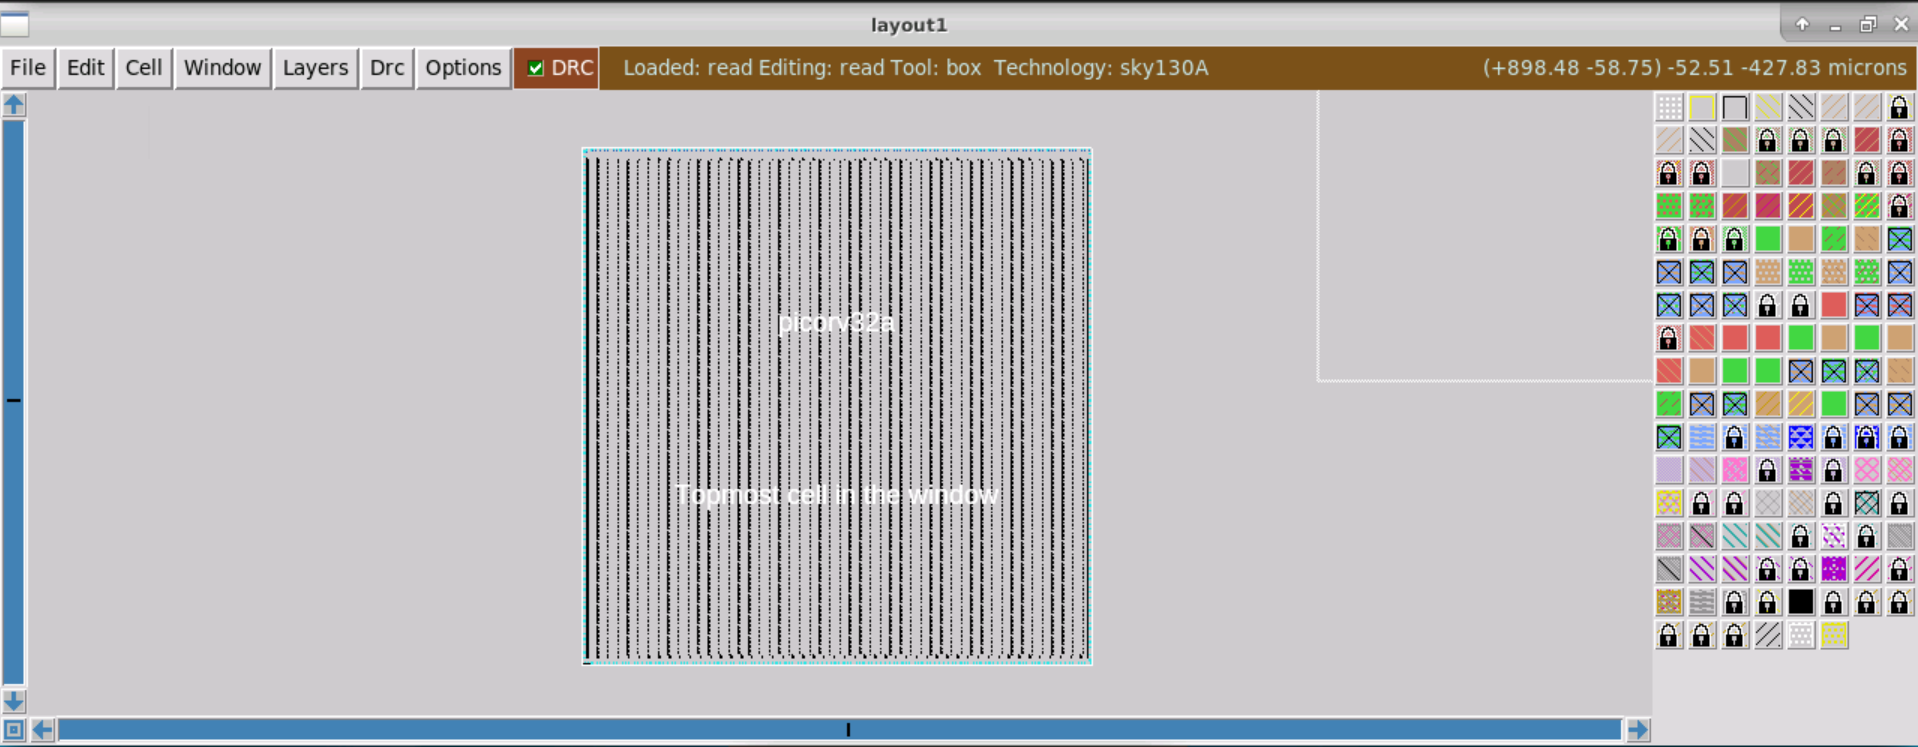 layout1
File Edit Cell Window Layers Drc Options DRC Loaded: read Editing: read Tool: box Technology: sky130A (+898.48 -58.75) -52.51 -427.83 microns
picorv32a
Topmost cell in the window